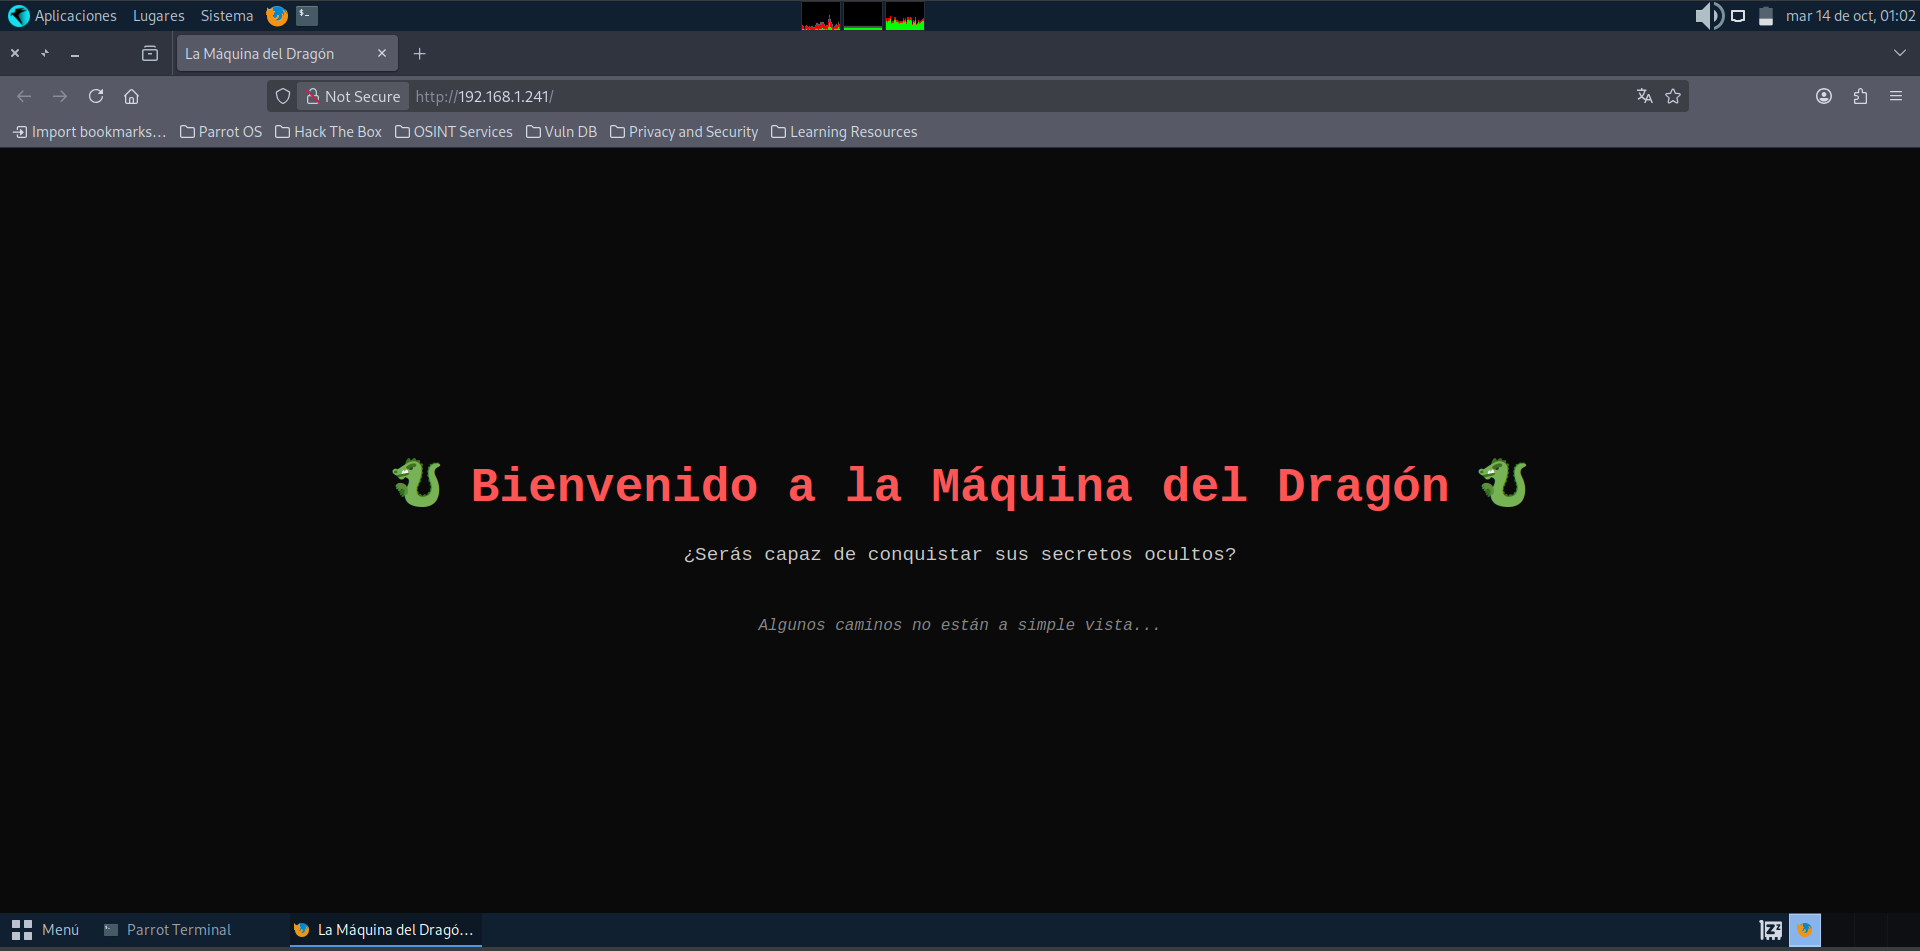 Aplicaciones Lugares Sistema mar 14 de oct, 01:02
La Máquina del Dragón
Not Secure http://192.168.1.241/
Import bookmarks... Parrot OS Hack The Box OSINT Services Vuln DB Privacy and Security Learning Resources
Bienvenido a la Máquina del Dragón
¿Serás capaz de conquistar sus secretos ocultos?
Algunos caminos no están a simple vista...
Menú Parrot Terminal La Máquina del Dragó...